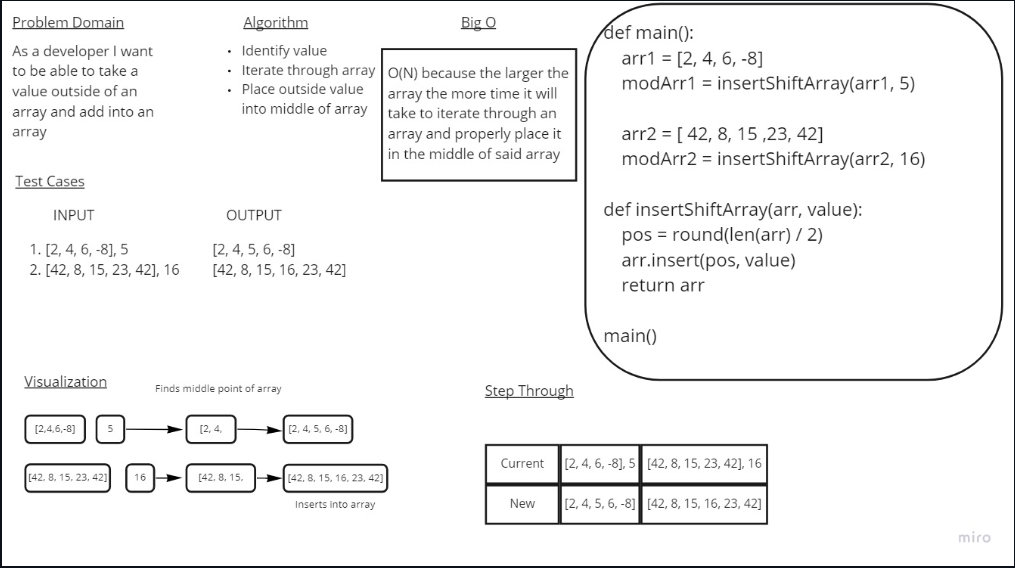 Problem Domain
As a developer I want
to be able to take a
value outside of an
array and add into an
array
Algorithm
• Identify value
• Iterate through array
• Place outside value
into middle of array
Big O
O(N) because the larger the
array the more time it will
take to iterate through an
array and properly place it
in the middle of said array
def main():
arr1 = [2, 4, 6, -8]
modArr1 = insertShiftArray(arr1, 5)
arr2 = [ 42, 8, 15 ,23, 42]
modArr2 = insertShiftArray(arr2, 16)
def insertShiftArray(arr, value):
pos = round(len(arr) / 2)
arr.insert(pos, value)
return arr
main()
Test Cases
INPUT OUTPUT
1. [2, 4, 6, -8], 5 [2, 4, 5, 6, -8]
2. [42, 8, 15, 23, 42], 16 [42, 8, 15, 16, 23, 42]
Visualization
Finds middle point of array
[2,4,6,-8] 5 [2, 4, [2, 4, 5, 6, -8]
[42, 8, 15, 23, 42] 16 [42, 8, 15, [42, 8, 15, 16, 23, 42]
Inserts into array
Step Through
Current [2, 4, 6, -8], 5 [42, 8, 15, 23, 42], 16
New [2, 4, 5, 6, -8] [42, 8, 15, 16, 23, 42]
miro